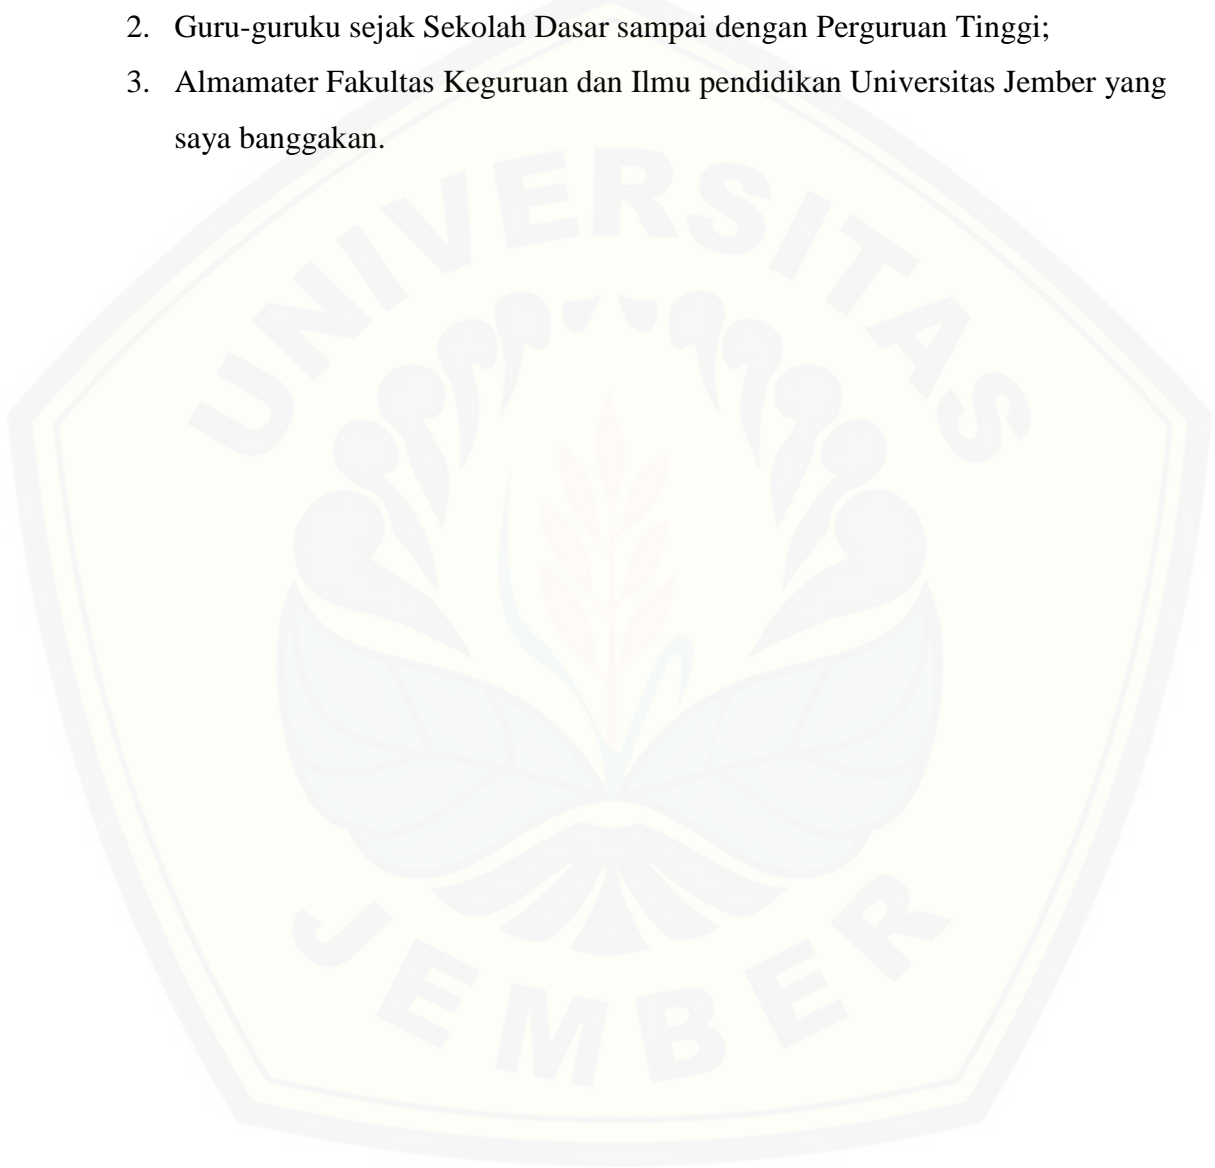 2. Guru-guruku sejak Sekolah Dasar sampai dengan Perguruan Tinggi;
3. Almamater Fakultas Keguruan dan Ilmu pendidikan Universitas Jember yang
saya banggakan.
UNIVERSITAS
JEMBER